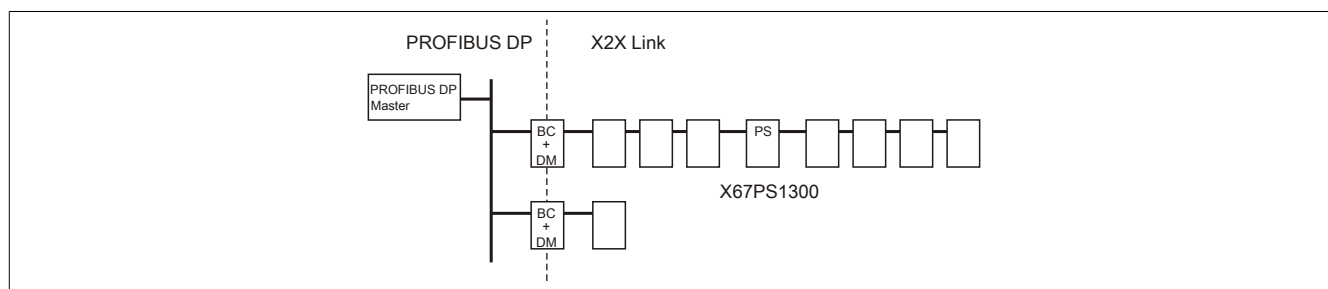 PROFIBUS DP
X2X Link
PROFIBUS DP
Master
BC
+
DM
PS
X67PS1300
BC
+
DM